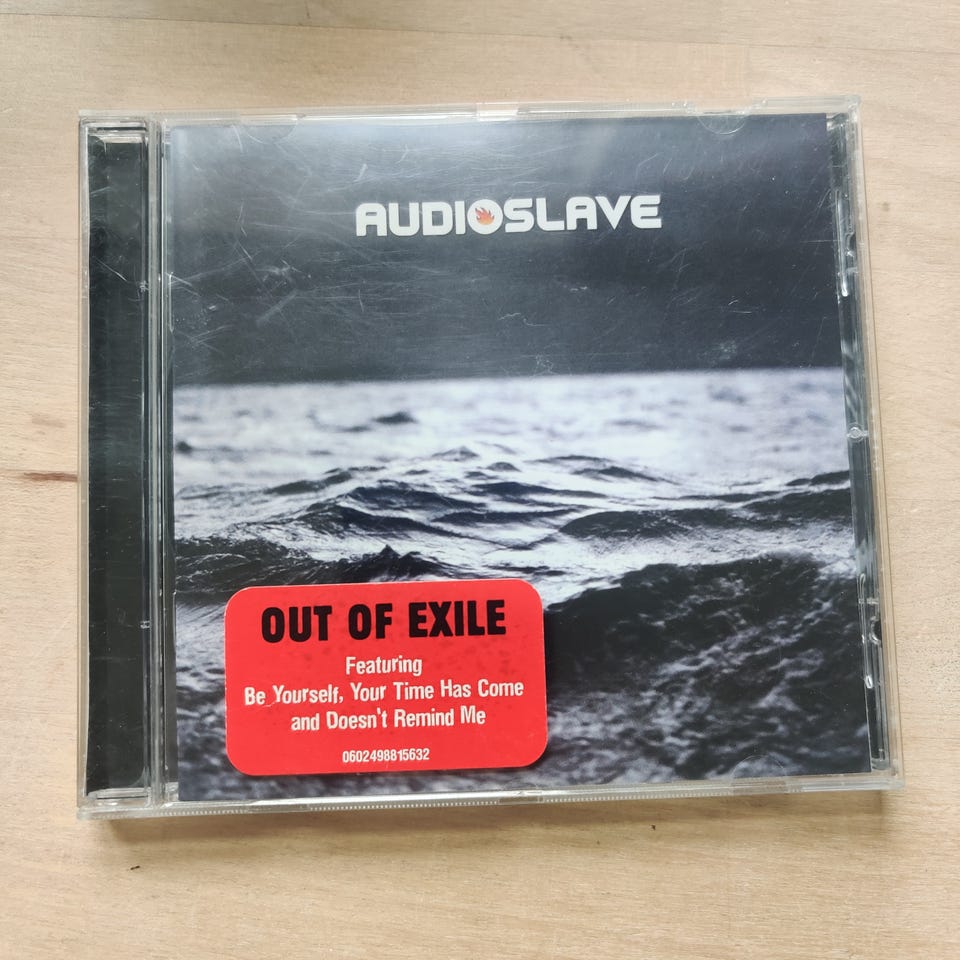 AUDIOSLAVE
OUT OF EXILE
Featuring
Be Yourself, Your Time Has Come
and Doesn't Remind Me
0602498815632